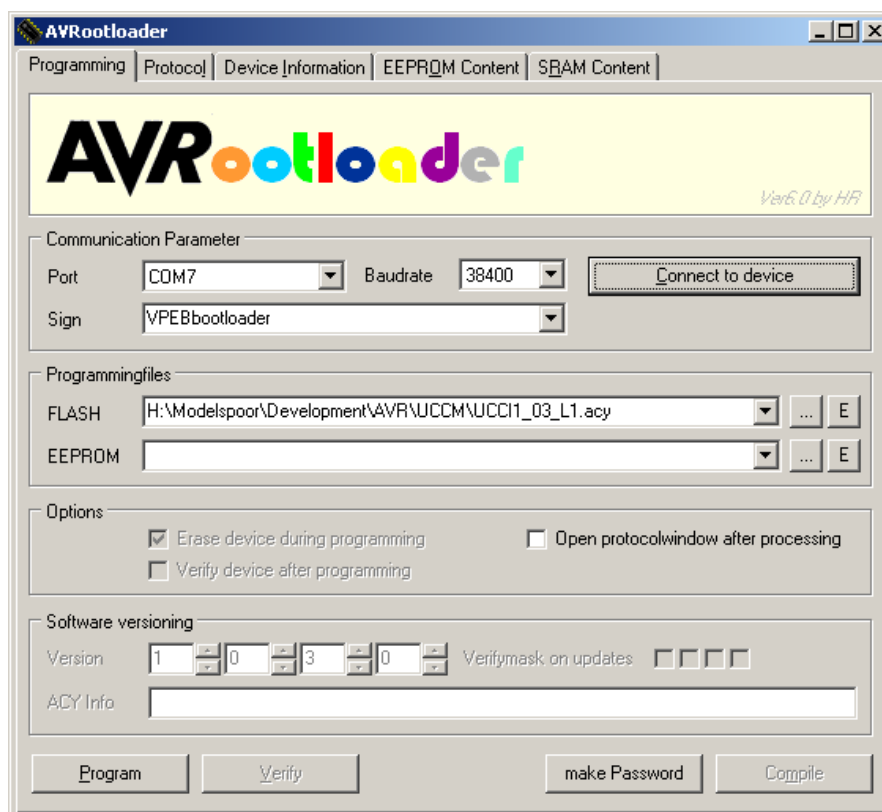 AVRootloader
Programming Protocol Device Information EEPROM Content SRAM Content
AVRootloader
Ver6.0 by HR
Communication Parameter
Port COM7 Baudrate 38400 Connect to device
Sign VPEBbootloader
Programmingfiles
FLASH H:\Modelspoor\Development\AVR\UCCM\UCCI1_03_L1.acy ... E
EEPROM ... E
Options
Erase device during programming Open protocolwindow after processing
Verify device after programming
Software versioning
Version 1 0 3 0 Verifymask on updates
ACY Info
Program Verify make Password Compile